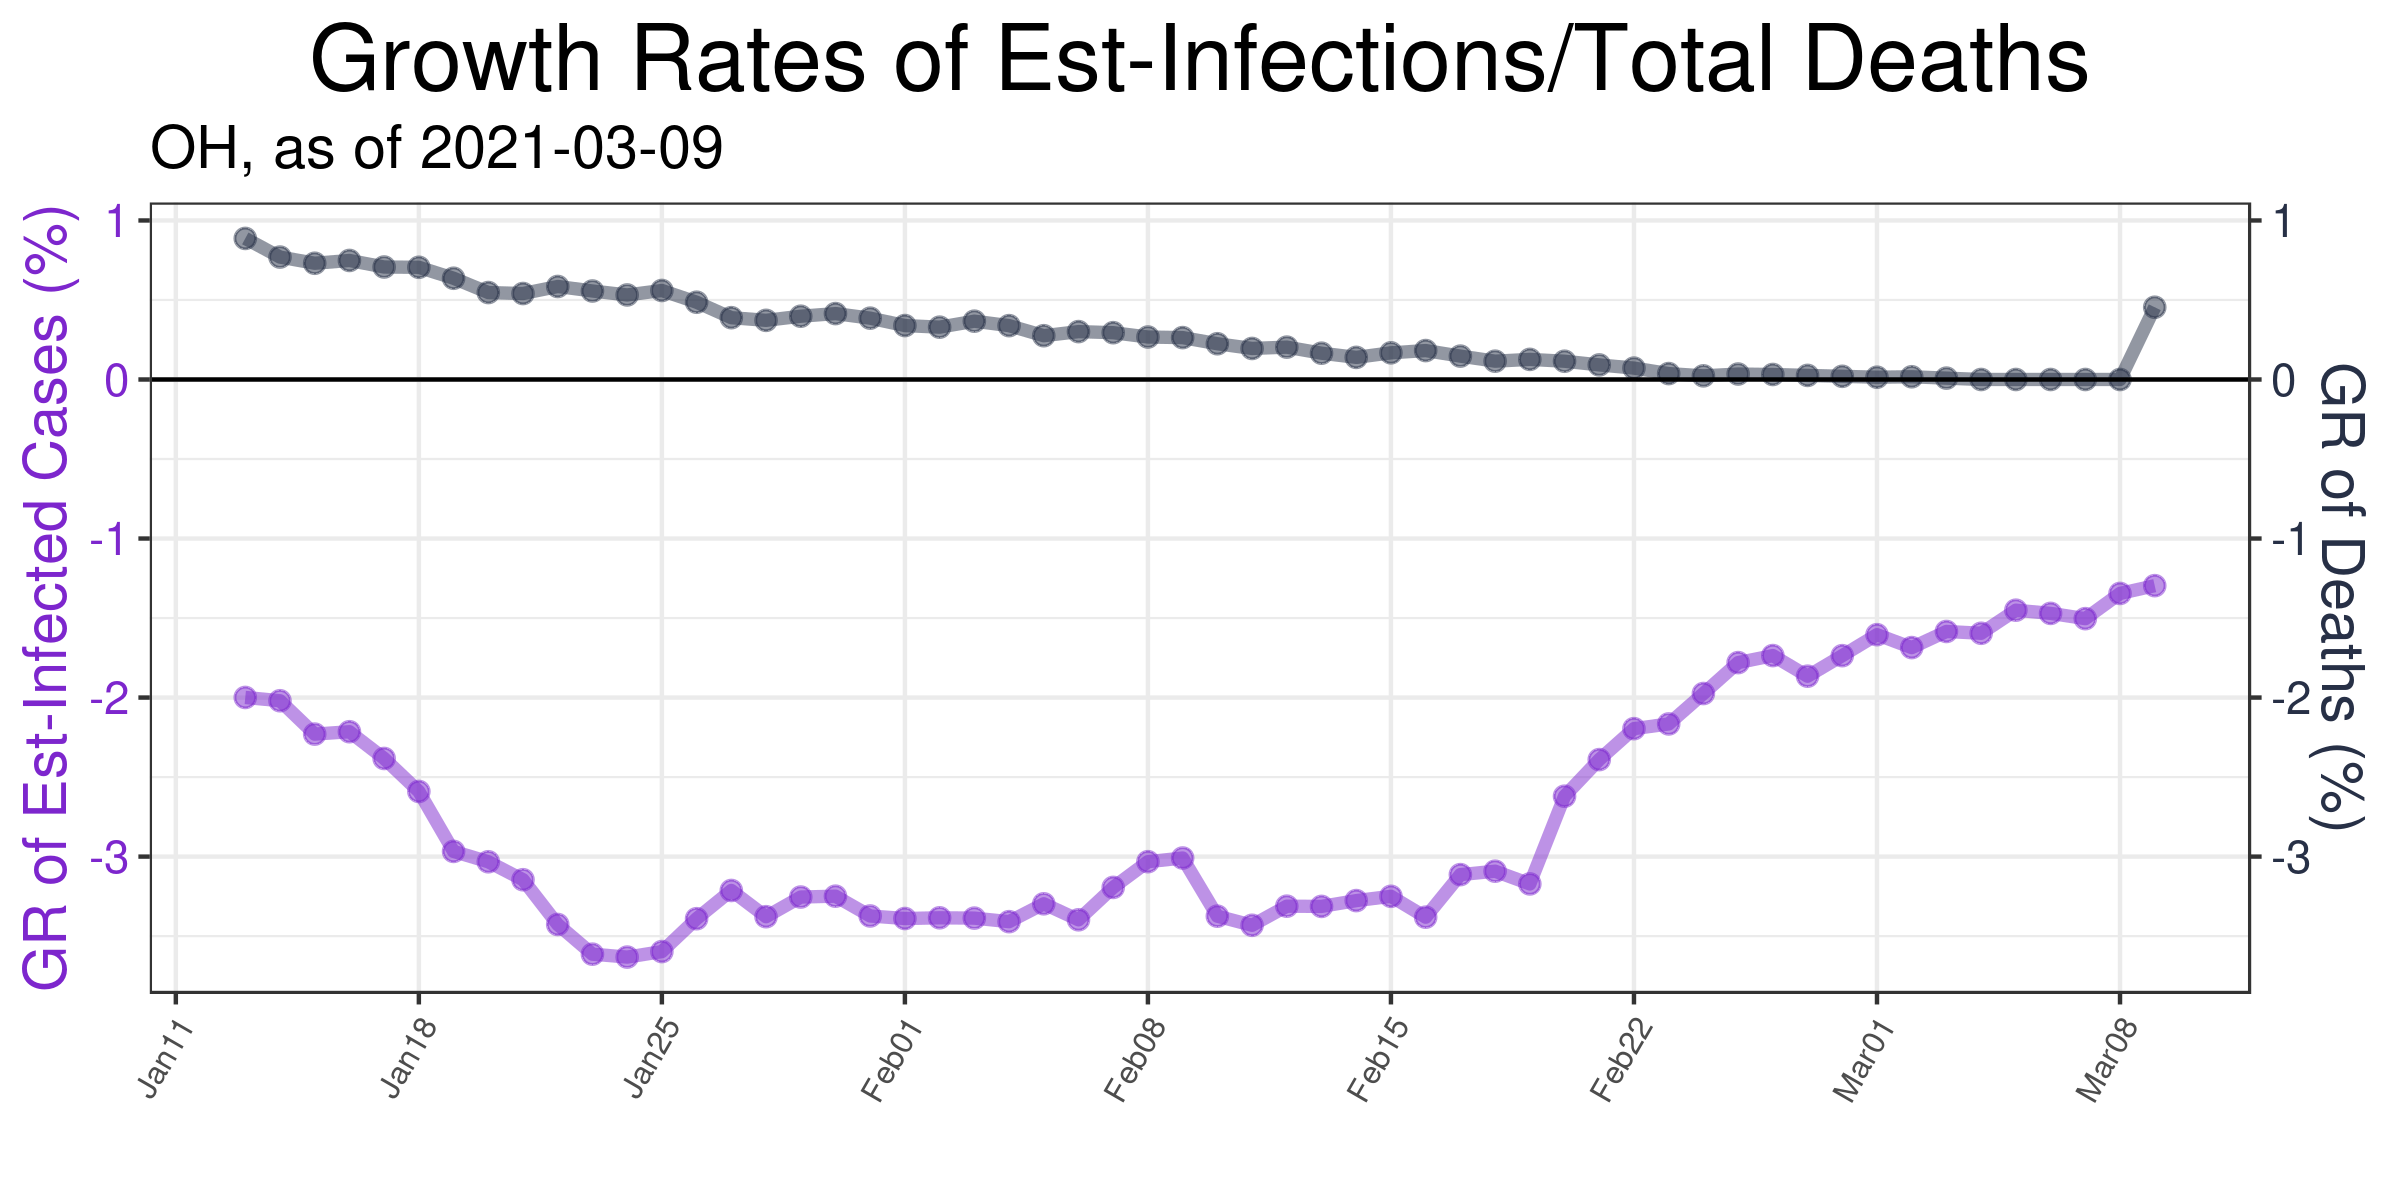 Growth Rates of Est-Infections/Total Deaths
OH, as of 2021-03-09
GR of Est-Infected Cases (%)
1
0
-1
-2
-3
1
0
-1
-2
-3
GR of Deaths (%)
Jan11
Jan18
Jan25
Feb01
Feb08
Feb15
Feb22
Mar01
Mar08